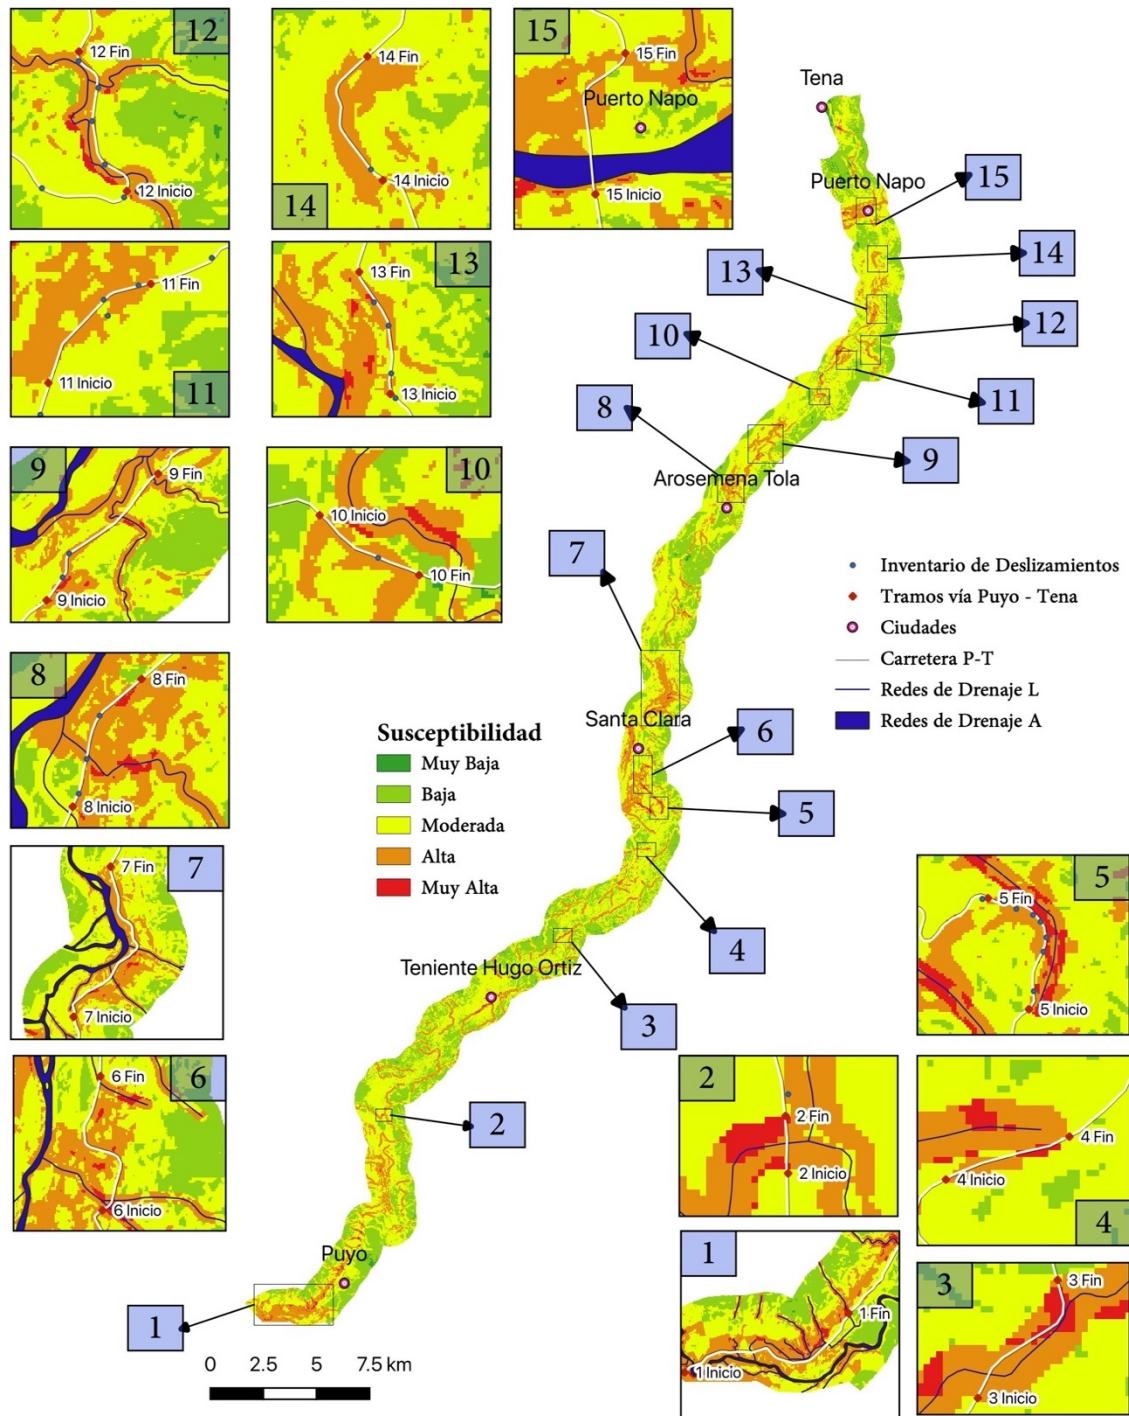 12
12 Fin
12 Inicio
14 Fin
14 Inicio
14
15
15 Fin
Puerto Napo
15 Inicio
Tena
Puerto Napo
15
14
13
12
10
11
8
9
Arosemena Tola
7
11 Fin
11 Inicio
11
13
13 Fin
13 Inicio
9
9 Fin
9 Inicio
10
10 Inicio
10 Fin
Inventario de Deslizamientos
Tramos vía Puyo - Tena
Ciudades
Carretera P-T
Redes de Drenaje L
Redes de Drenaje A
8
8 Fin
8 Inicio
Santa Clara
6
5
4
Susceptibilidad
Muy Baja
Baja
Moderada
Alta
Muy Alta
7
7 Fin
7 Inicio
5
5 Fin
5 Inicio
Teniente Hugo Ortiz
3
6
6 Fin
6 Inicio
2
2
2 Fin
2 Inicio
4 Fin
4 Inicio
4
Puyo
1
1
1 Fin
1 Inicio
3
3 Fin
3 Inicio
0 2.5 5 7.5 km